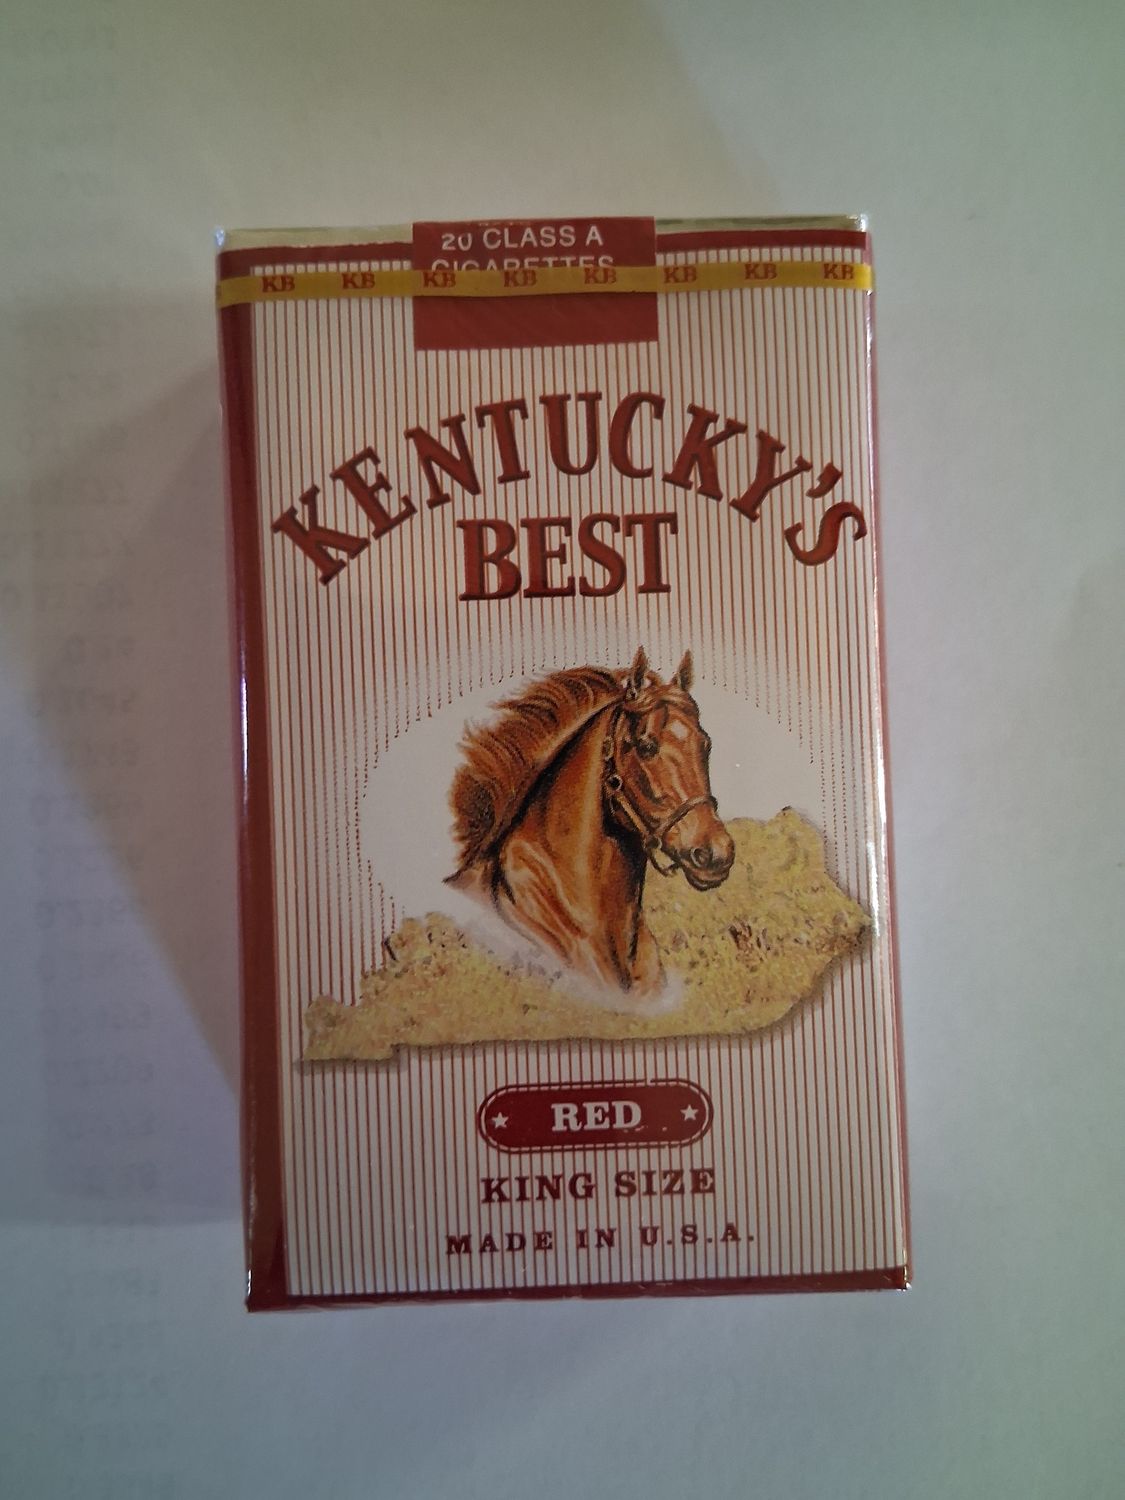 20 CLASS A
CIGARETTES
KB KB KB KB KB KB KB KB
KENTUCKY'S
BEST
RED
KING SIZE
MADE IN U.S.A.